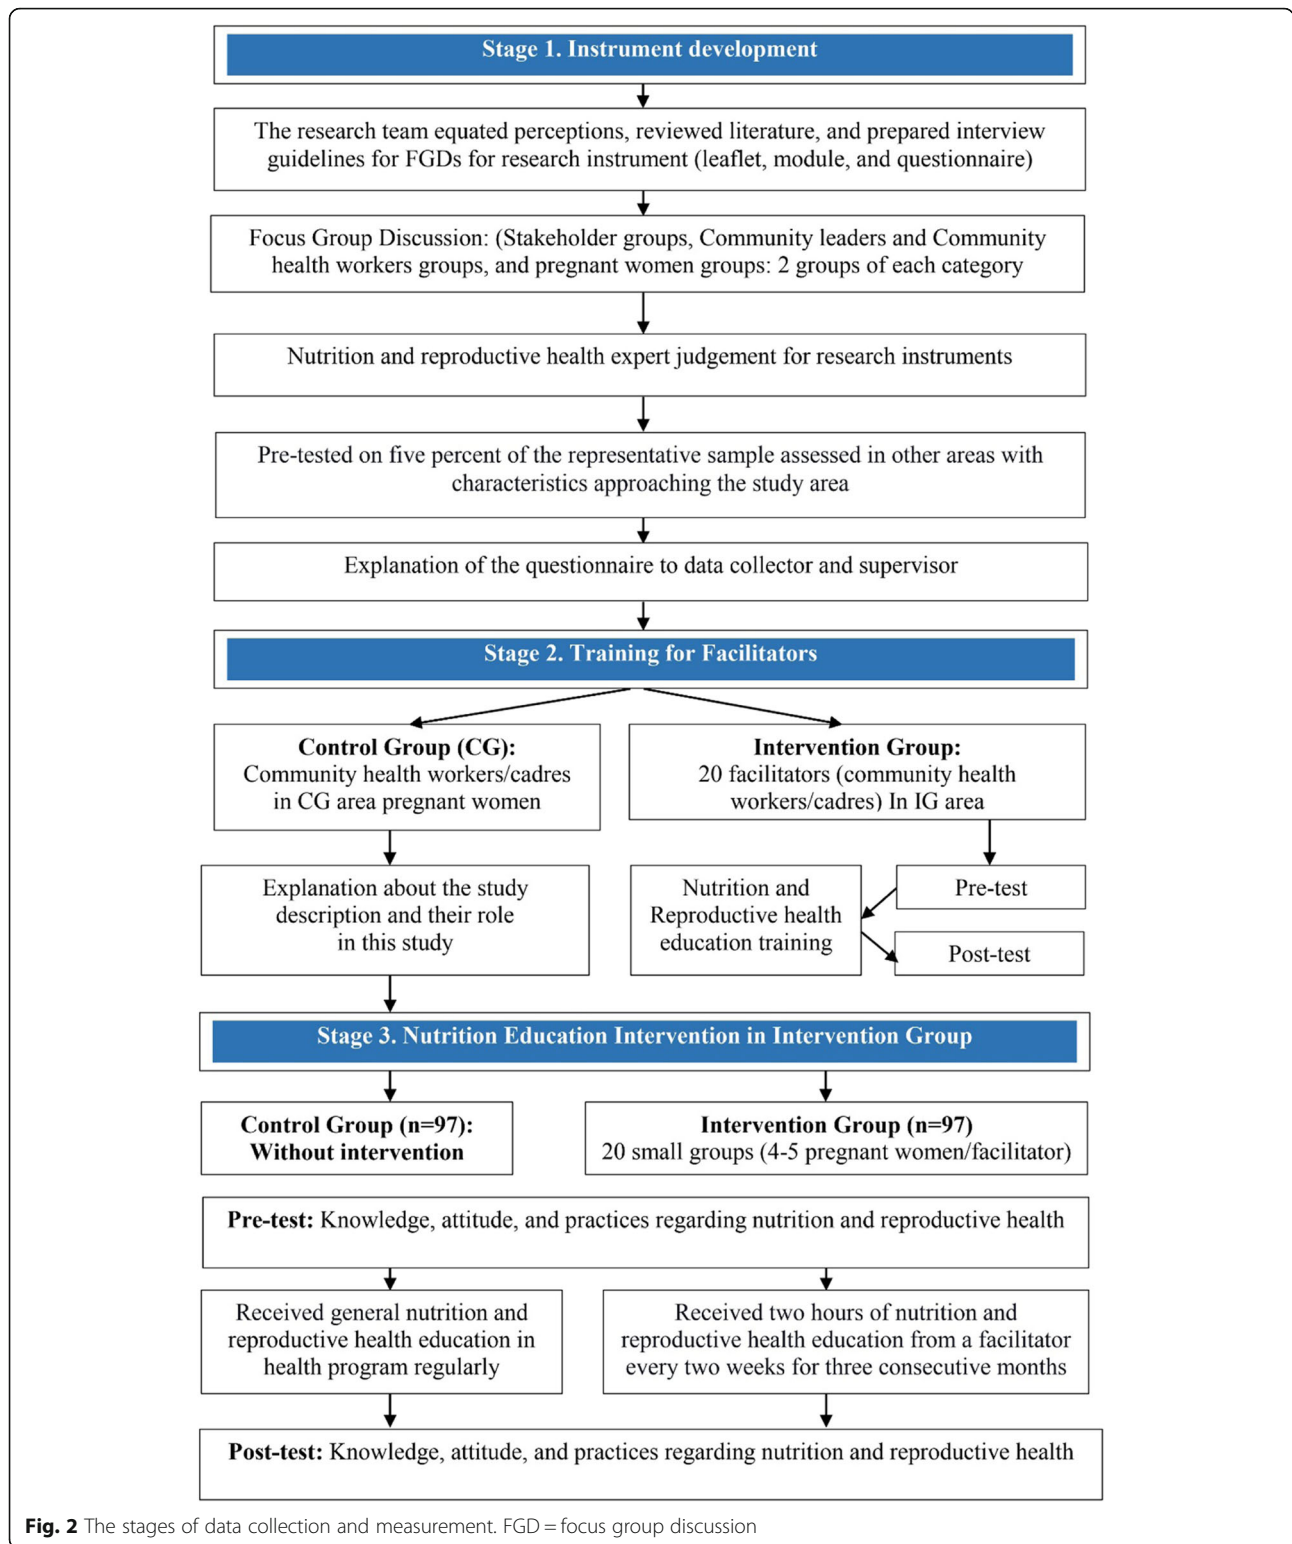 Stage 1. Instrument development
The research team equated perceptions, reviewed literature, and prepared interview
guidelines for FGDs for research instrument (leaflet, module, and questionnaire)
Focus Group Discussion: (Stakeholder groups, Community leaders and Community
health workers groups, and pregnant women groups: 2 groups of each category
Nutrition and reproductive health expert judgement for research instruments
Pre-tested on five percent of the representative sample assessed in other areas with
characteristics approaching the study area
Explanation of the questionnaire to data collector and supervisor
Stage 2. Training for Facilitators
Control Group (CG):
Community health workers/cadres
in CG area pregnant women
Intervention Group:
20 facilitators (community health
workers/cadres) In IG area
Explanation about the study
description and their role
in this study
Nutrition and
Reproductive health
education training
Pre-test
Post-test
Stage 3. Nutrition Education Intervention in Intervention Group
Control Group (n=97):
Without intervention
Intervention Group (n=97)
20 small groups (4-5 pregnant women/facilitator)
Pre-test: Knowledge, attitude, and practices regarding nutrition and reproductive health
Received general nutrition and
reproductive health education in
health program regularly
Received two hours of nutrition and
reproductive health education from a facilitator
every two weeks for three consecutive months
Post-test: Knowledge, attitude, and practices regarding nutrition and reproductive health
Fig. 2 The stages of data collection and measurement. FGD = focus group discussion